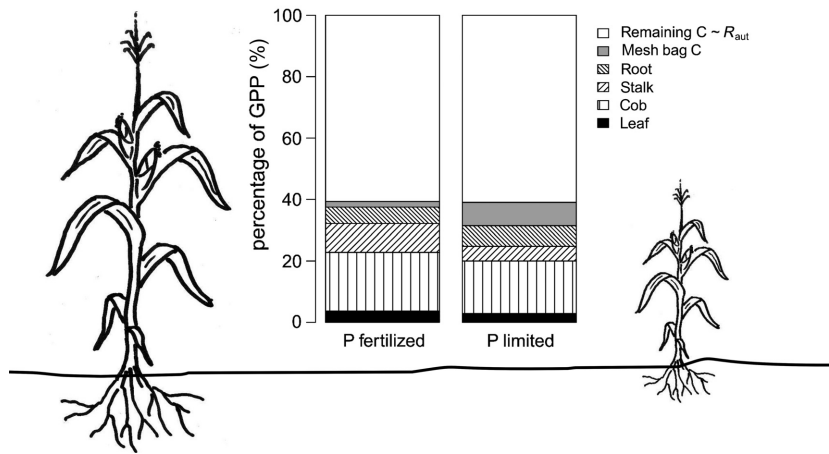 percentage of GPP (%)
100
80
60
40
20
0
P fertilized
P limited
Remaining C ~ Raut
Mesh bag C
Root
Stalk
Cob
Leaf